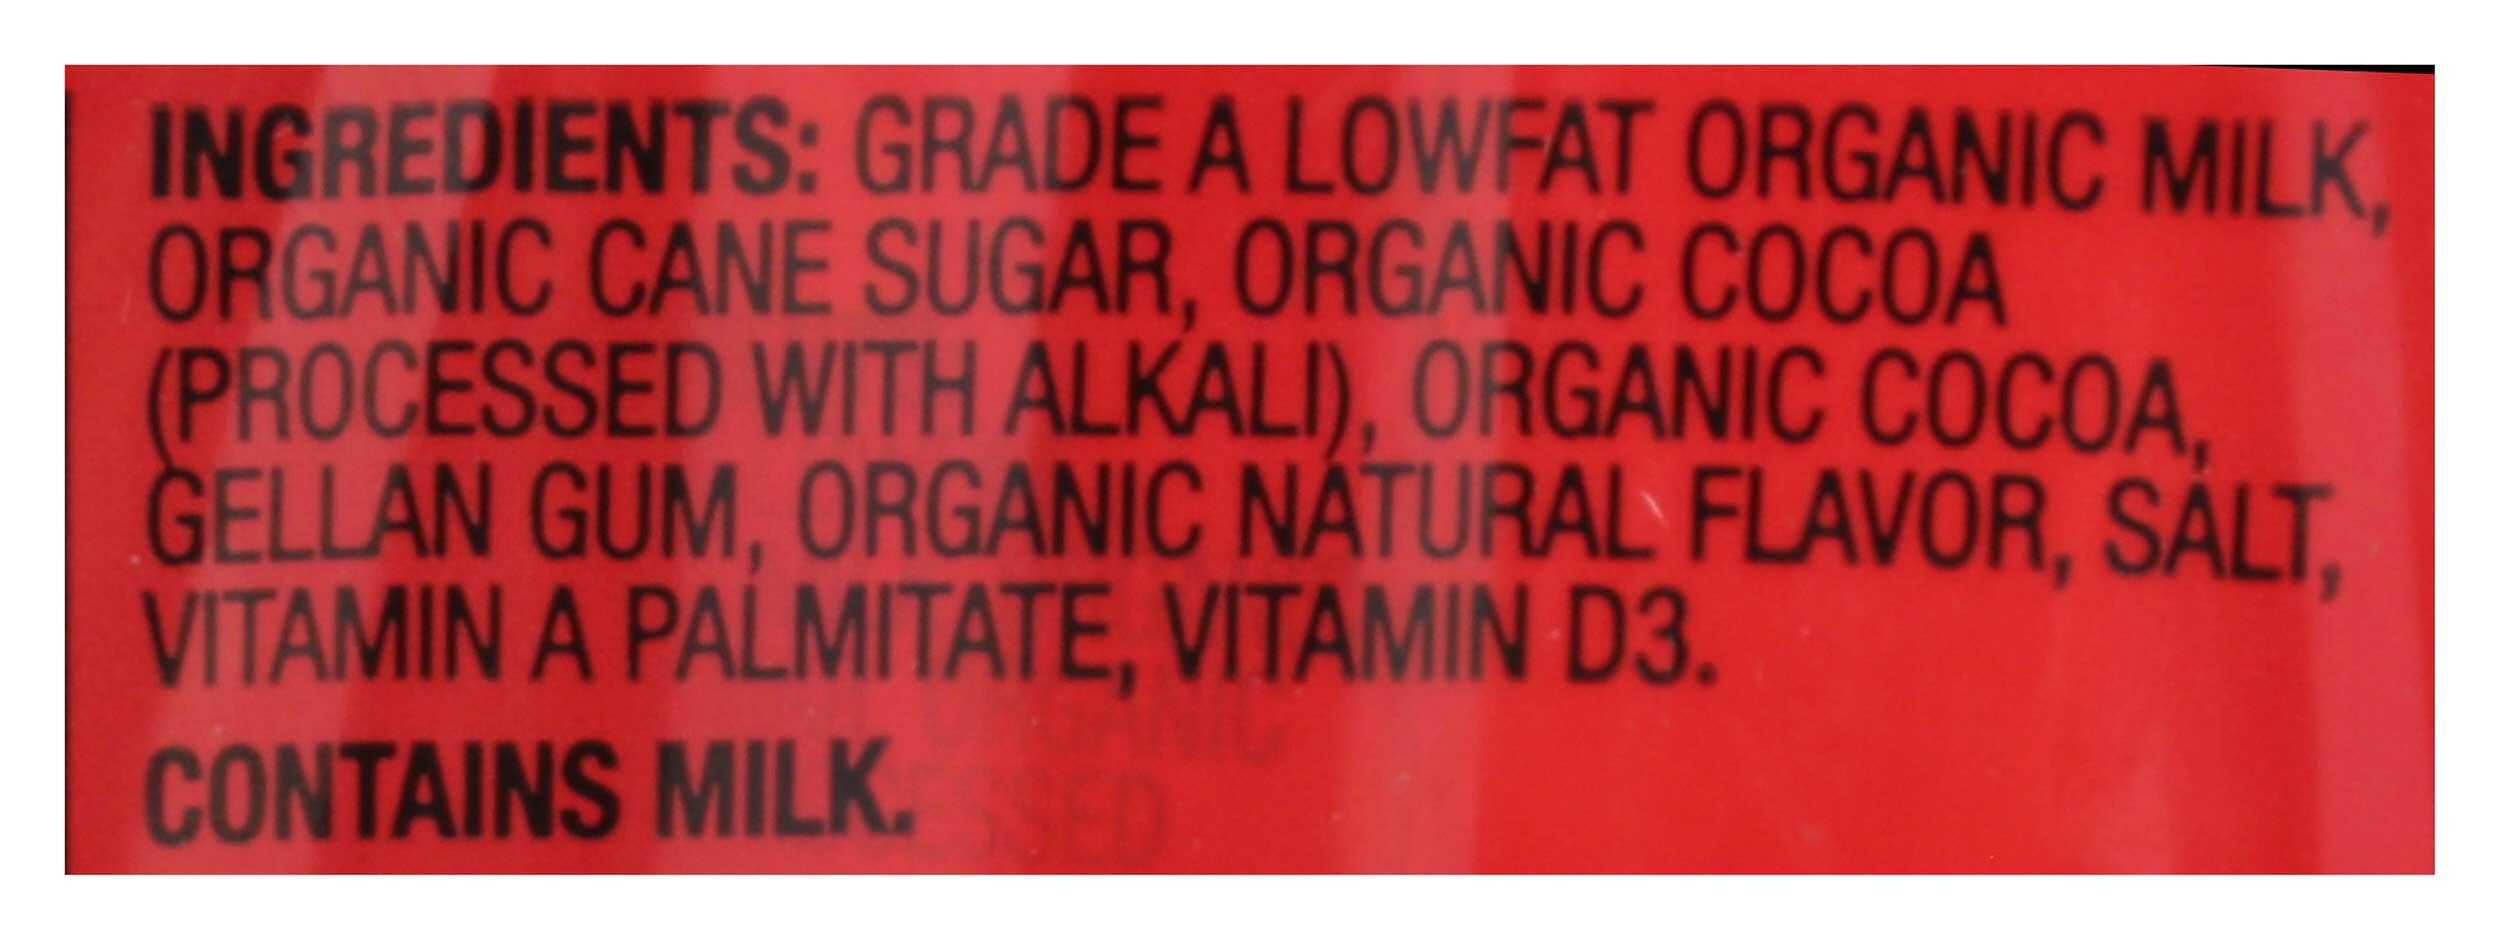 INGREDIENTS: GRADE A LOWFAT ORGANIC MILK,
ORGANIC CANE SUGAR, ORGANIC COCOA
(PROCESSED WITH ALKALI), ORGANIC COCOA,
GELLAN GUM, ORGANIC NATURAL FLAVOR, SALT,
VITAMIN A PALMITATE, VITAMIN D3.
ORGANIC
CONTAINS MILK.